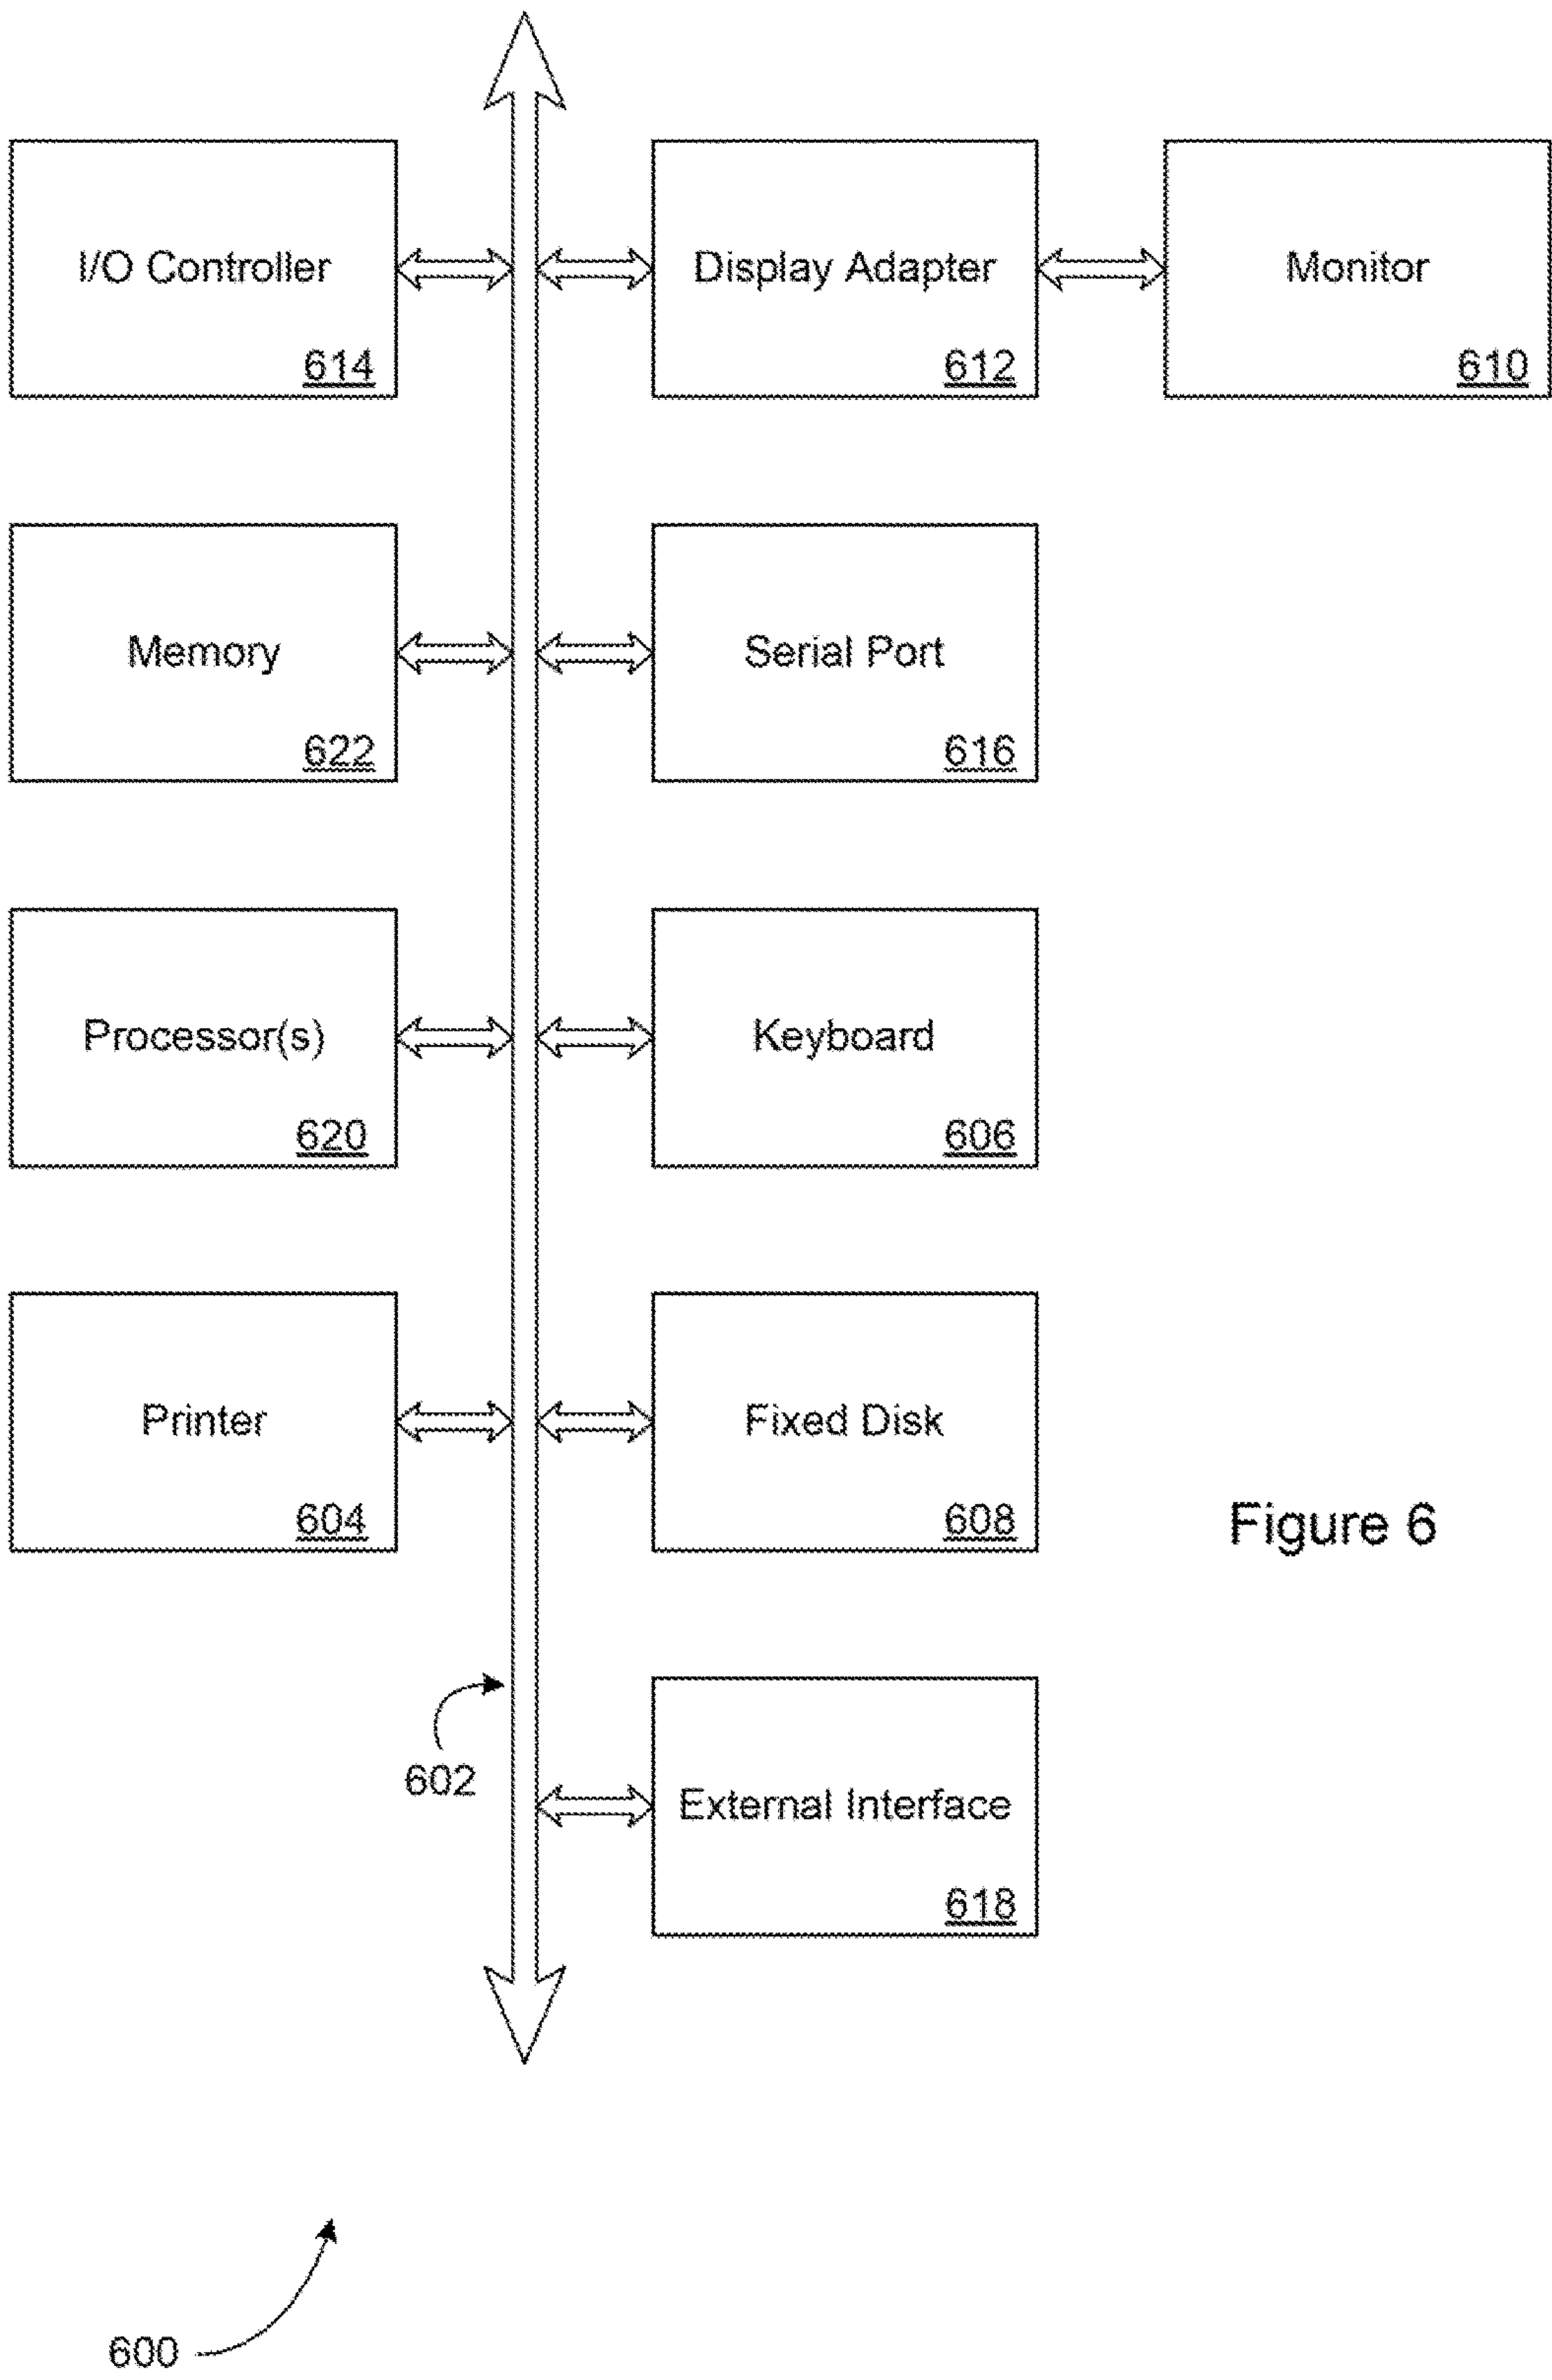 I/O Controller
614
Display Adapter
612
Monitor
610
Memory
622
Serial Port
616
Processor(s)
620
Keyboard
606
Printer
604
Fixed Disk
608
Figure 6
602
External Interface
618
600